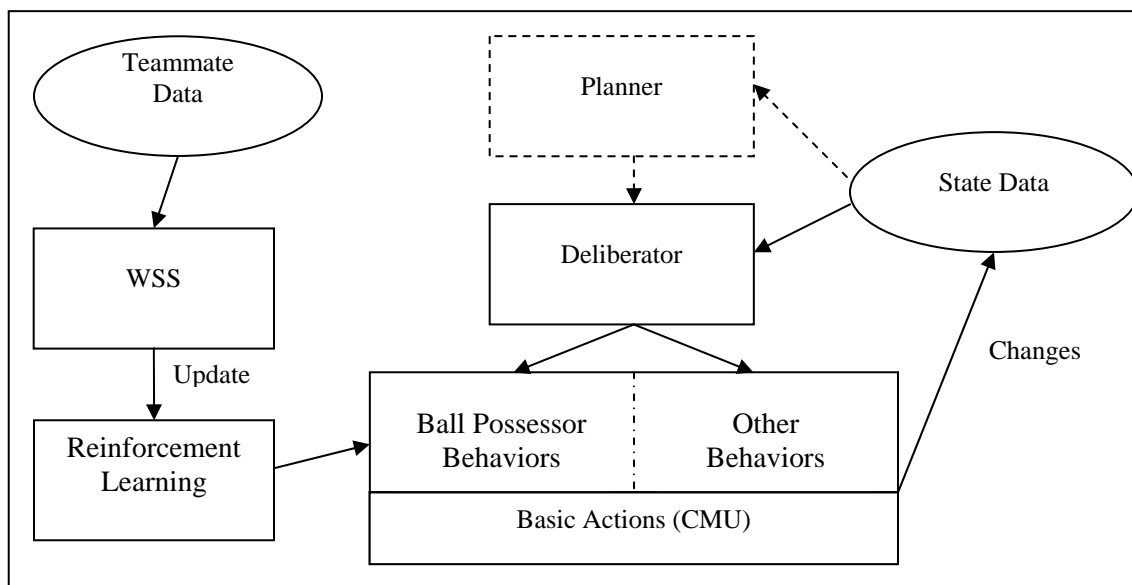 Teammate
Data
Planner
State Data
WSS
Deliberator
Update
Changes
Reinforcement
Learning
Ball Possessor
Behaviors
Other
Behaviors
Basic Actions (CMU)